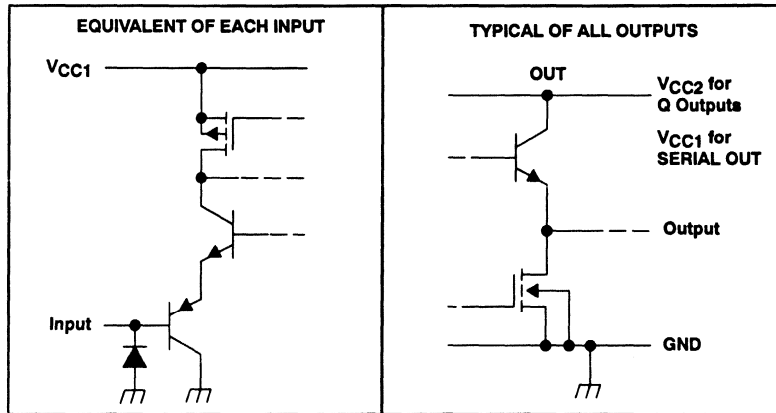 EQUIVALENT OF EACH INPUT
VCC1
Input
TYPICAL OF ALL OUTPUTS
OUT
VCC2 for
Q Outputs
VCC1 for
SERIAL OUT
Output
GND